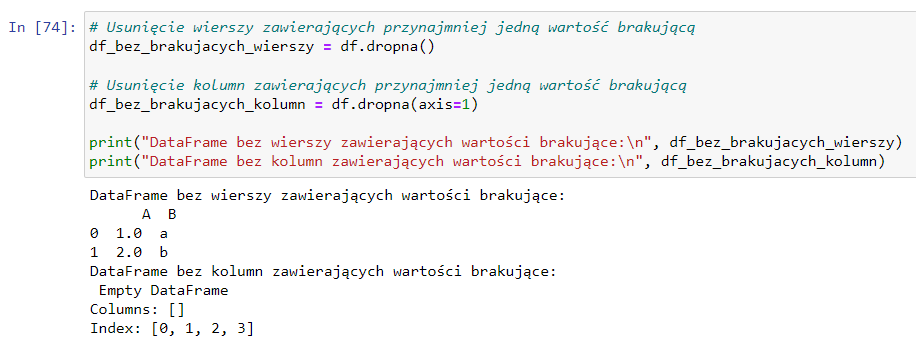 In [74]: # Usunięcie wierszy zawierających przynajmniej jedną wartość brakującą
df_bez_brakujacych_wierszy = df.dropna()
# Usunięcie kolumn zawierających przynajmniej jedną wartość brakującą
df_bez_brakujacych_kolumn = df.dropna(axis=1)
print("DataFrame bez wierszy zawierających wartości brakujące:\n", df_bez_brakujacych_wierszy)
print("DataFrame bez kolumn zawierających wartości brakujące:\n", df_bez_brakujacych_kolumn)
DataFrame bez wierszy zawierających wartości brakujące:
A B
0 1.0 a
1 2.0 b
DataFrame bez kolumn zawierających wartości brakujące:
Empty DataFrame
Columns: []
Index: [0, 1, 2, 3]